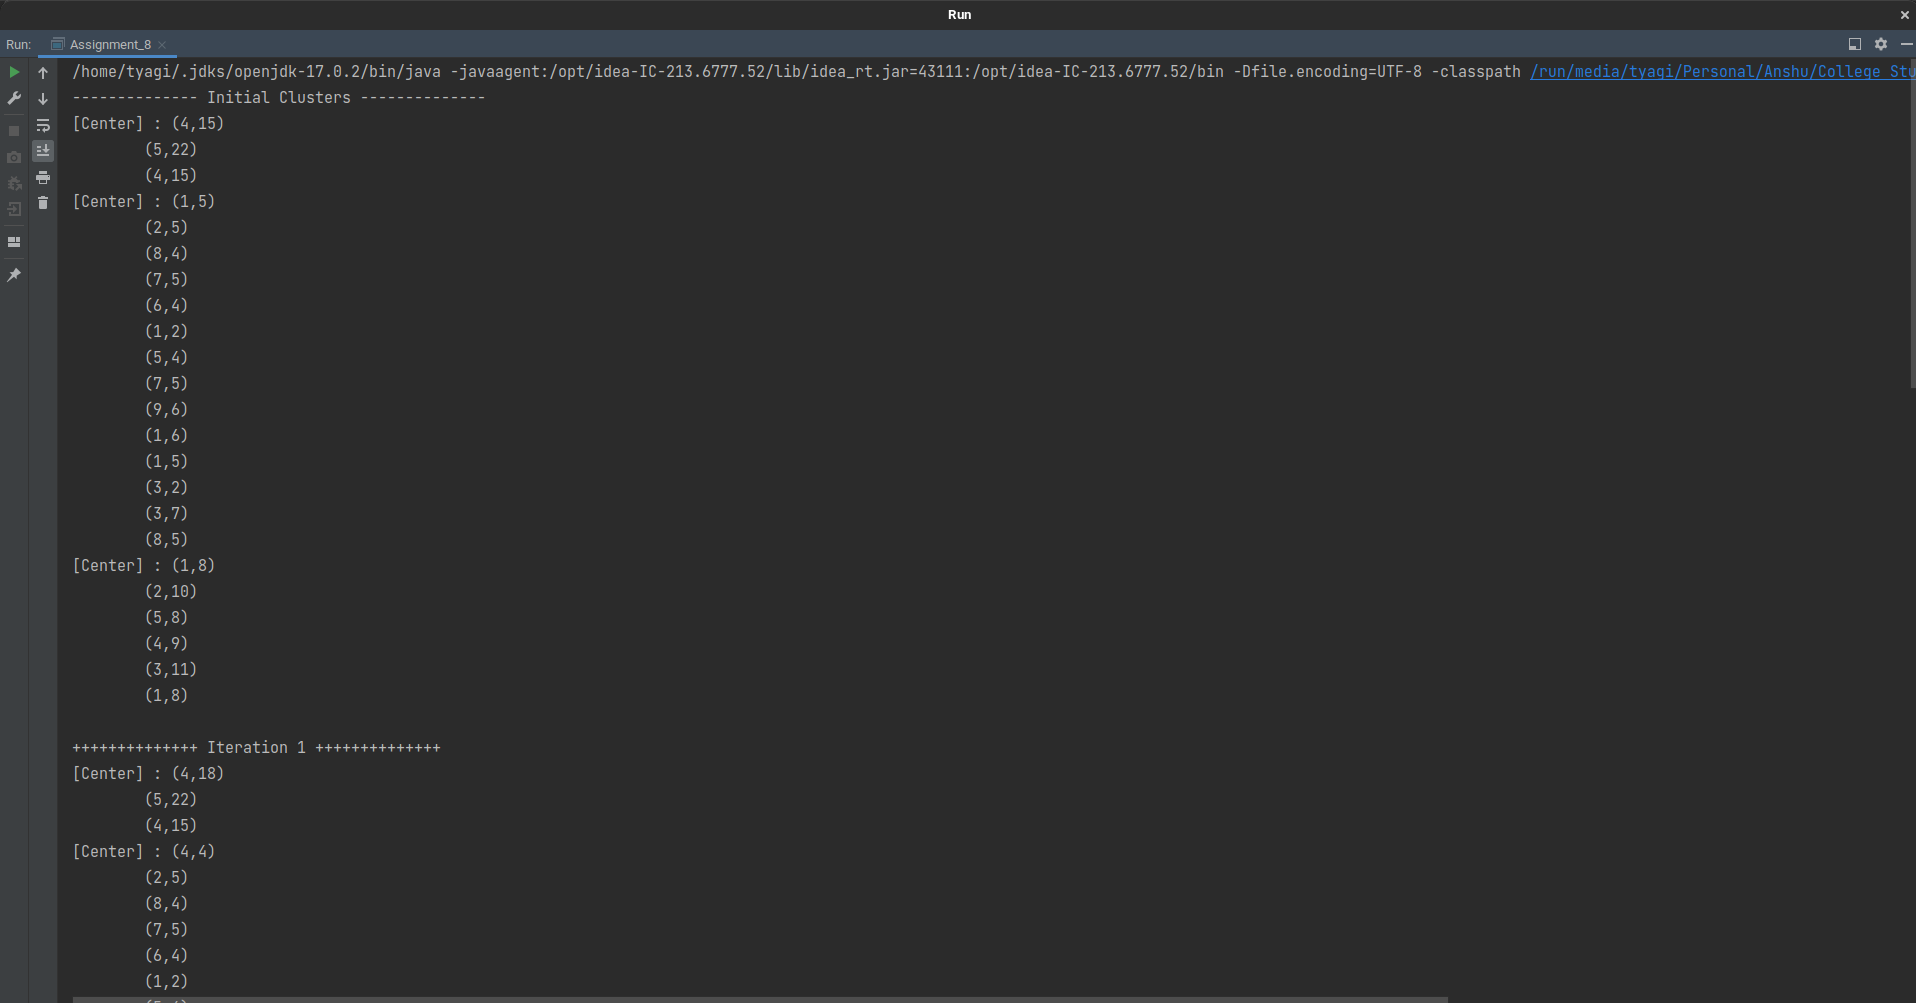 Run
Run: Assignment_8
/home/tyagi/.jdks/openjdk-17.0.2/bin/java -javaagent:/opt/idea-IC-213.6777.52/lib/idea_rt.jar=43111:/opt/idea-IC-213.6777.52/bin -Dfile.encoding=UTF-8 -classpath /run/media/tyagi/Personal/Anshu/College Stu
-------------- Initial Clusters --------------
[Center] : (4,15)
(5,22)
(4,15)
[Center] : (1,5)
(2,5)
(8,4)
(7,5)
(6,4)
(1,2)
(5,4)
(7,5)
(9,6)
(1,6)
(1,5)
(3,2)
(3,7)
(8,5)
[Center] : (1,8)
(2,10)
(5,8)
(4,9)
(3,11)
(1,8)
++++++++++++++ Iteration 1 ++++++++++++++
[Center] : (4,18)
(5,22)
(4,15)
[Center] : (4,4)
(2,5)
(8,4)
(7,5)
(6,4)
(1,2)